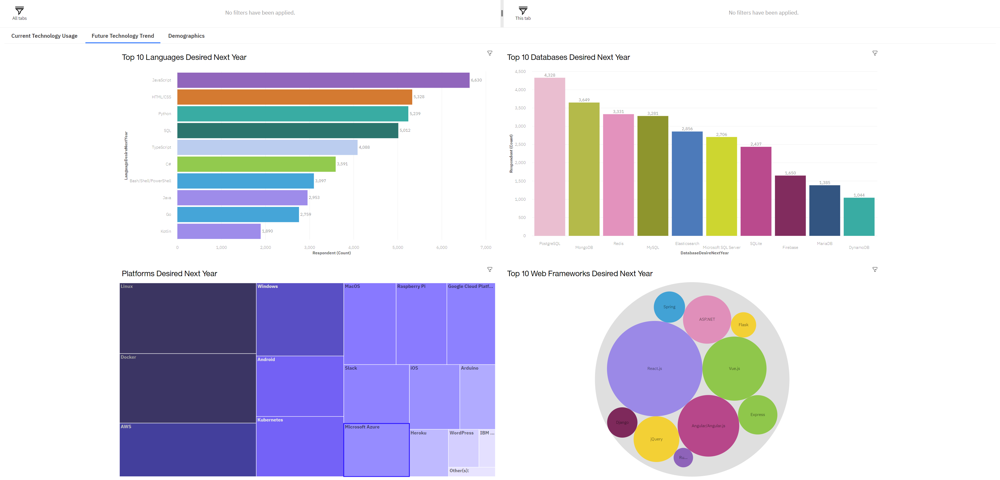 All tabs
No filters have been applied.
This tab
No filters have been applied.
Current Technology Usage
Future Technology Trend
Demographics
Top 10 Languages Desired Next Year
LanguageDesireNextYear
JavaScript
6,630
HTML/CSS
5,328
Python
5,239
SQL
5,012
TypeScript
4,088
C#
3,591
Bash/Shell/PowerShell
3,097
Java
2,953
Go
2,759
Kotlin
1,890
0
1,000
2,000
3,000
4,000
5,000
6,000
7,000
Respondent (Count)
Top 10 Databases Desired Next Year
Respondent (Count)
4,500
4,000
3,500
3,000
2,500
2,000
1,500
1,000
500
0
4,328
3,649
3,331
3,281
2,856
2,706
2,437
1,650
1,385
1,044
PostgreSQL
MongoDB
Redis
MySQL
Elasticsearch
Microsoft SQL Server
SQLite
Firebase
MariaDB
DynamoDB
DatabaseDesireNextYear
Platforms Desired Next Year
Linux
Docker
AWS
Windows
Android
Kubernetes
MacOS
Raspberry Pi
Google Cloud Platf...
Slack
iOS
Arduino
Microsoft Azure
Heroku
WordPress
IBM ...
Other(s):
Top 10 Web Frameworks Desired Next Year
Spring
ASP.NET
Flask
React.js
Vue.js
Django
Express
Angular/Angular.js
jQuery
Ru...